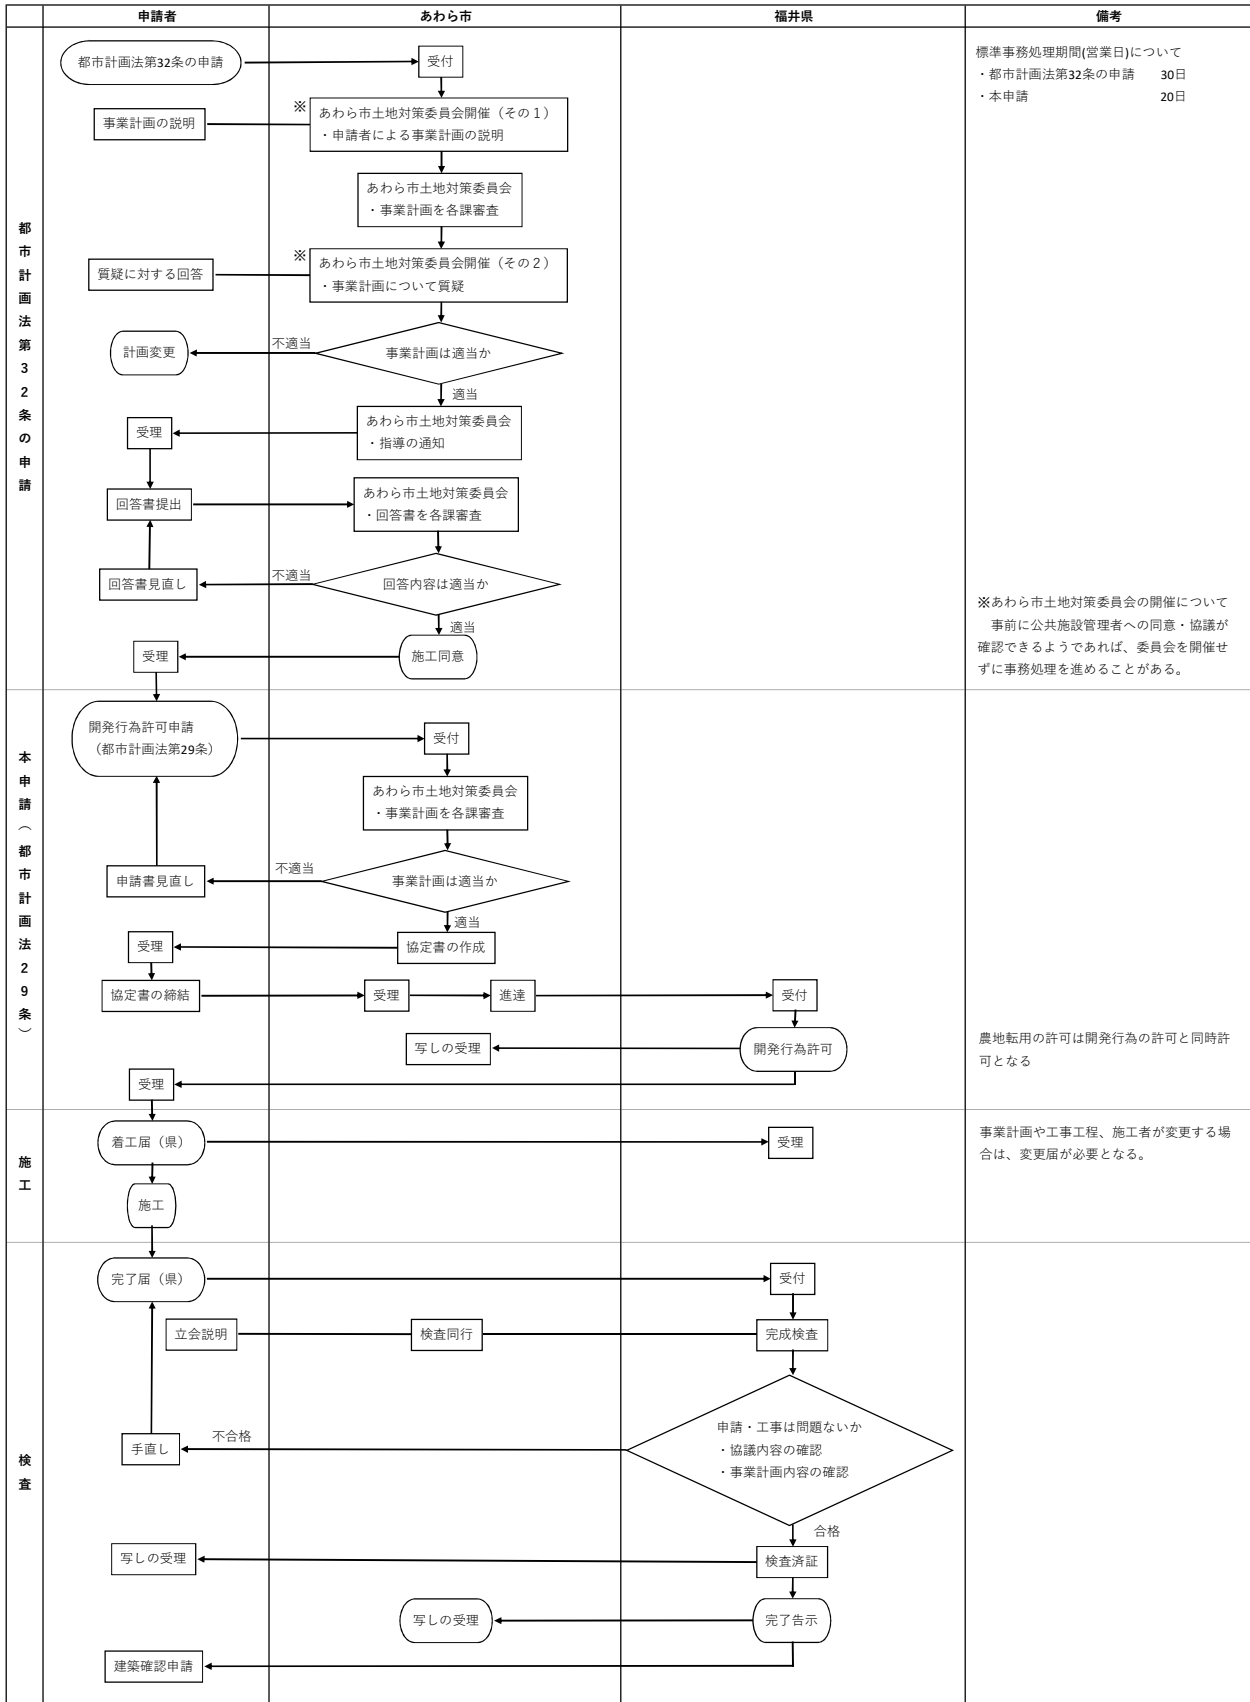 申請者
あわら市
福井県
備考
都市計画法第32条の申請
都市計画法第32条の申請
受付
標準事務処理期間(営業日)について
・都市計画法第32条の申請 30日
・本申請 20日
事業計画の説明
※
あわら市土地対策委員会開催（その１）
・申請者による事業計画の説明
あわら市土地対策委員会
・事業計画を各課審査
質疑に対する回答
※
あわら市土地対策委員会開催（その２）
・事業計画について質疑
計画変更
不適当
事業計画は適当か
適当
受理
あわら市土地対策委員会
・指導の通知
回答書提出
あわら市土地対策委員会
・回答書を各課審査
回答書見直し
不適当
回答内容は適当か
適当
受理
施工同意
※あわら市土地対策委員会の開催について
事前に公共施設管理者への同意・協議が
確認できるようであれば、委員会を開催せ
ずに事務処理を進めることがある。
本申請（都市計画法29条）
開発行為許可申請
（都市計画法第29条）
受付
あわら市土地対策委員会
・事業計画を各課審査
申請書見直し
不適当
事業計画は適当か
適当
受理
協定書の作成
協定書の締結
受理
進達
受付
写しの受理
開発行為許可
農地転用の許可は開発行為の許可と同時許
可となる
受理
施工
着工届（県）
受理
事業計画や工事工程、施工者が変更する場
合は、変更届が必要となる。
施工
検査
完了届（県）
受付
立会説明
検査同行
完成検査
手直し
不合格
申請・工事は問題ないか
・協議内容の確認
・事業計画内容の確認
合格
写しの受理
検査済証
写しの受理
完了告示
建築確認申請